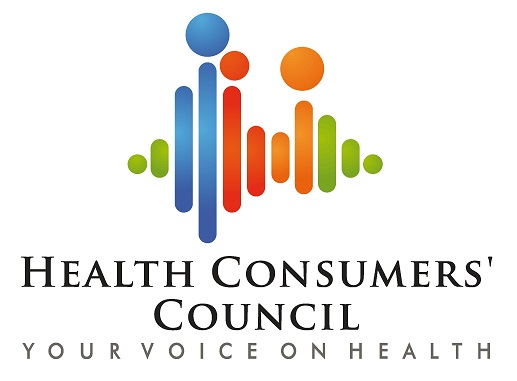 HEALTH CONSUMERS'
COUNCIL
YOUR VOICE ON HEALTH